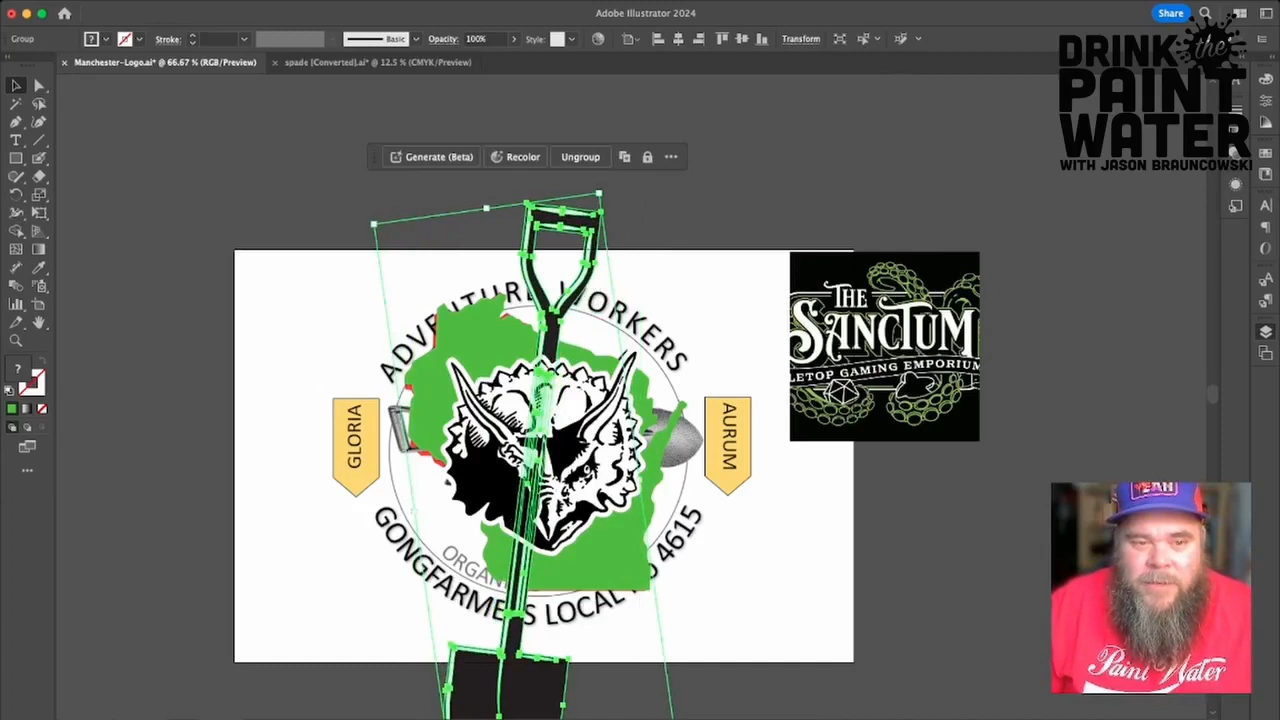 Adobe Illustrator 2024
Share
Group
?
Stroke:
Basic
Opacity:
100%
Style:
Transform
Manchester-Logo.ai* @ 66.67 % (RGB/Preview)
spade [Converted].ai* @ 12.5 % (CMYK/Preview)
DRINK the
PAINT
WATER
WITH JASON BRAUNCOWSKI
Generate (Beta)
Recolor
Ungroup
ADVENTURE WORKERS
GLORIA
AURUM
ORGAN
LOCAL
4615
THE
SANCTUM
LETOP GAMING EMPORIUM
?
YEAH
Paint Water